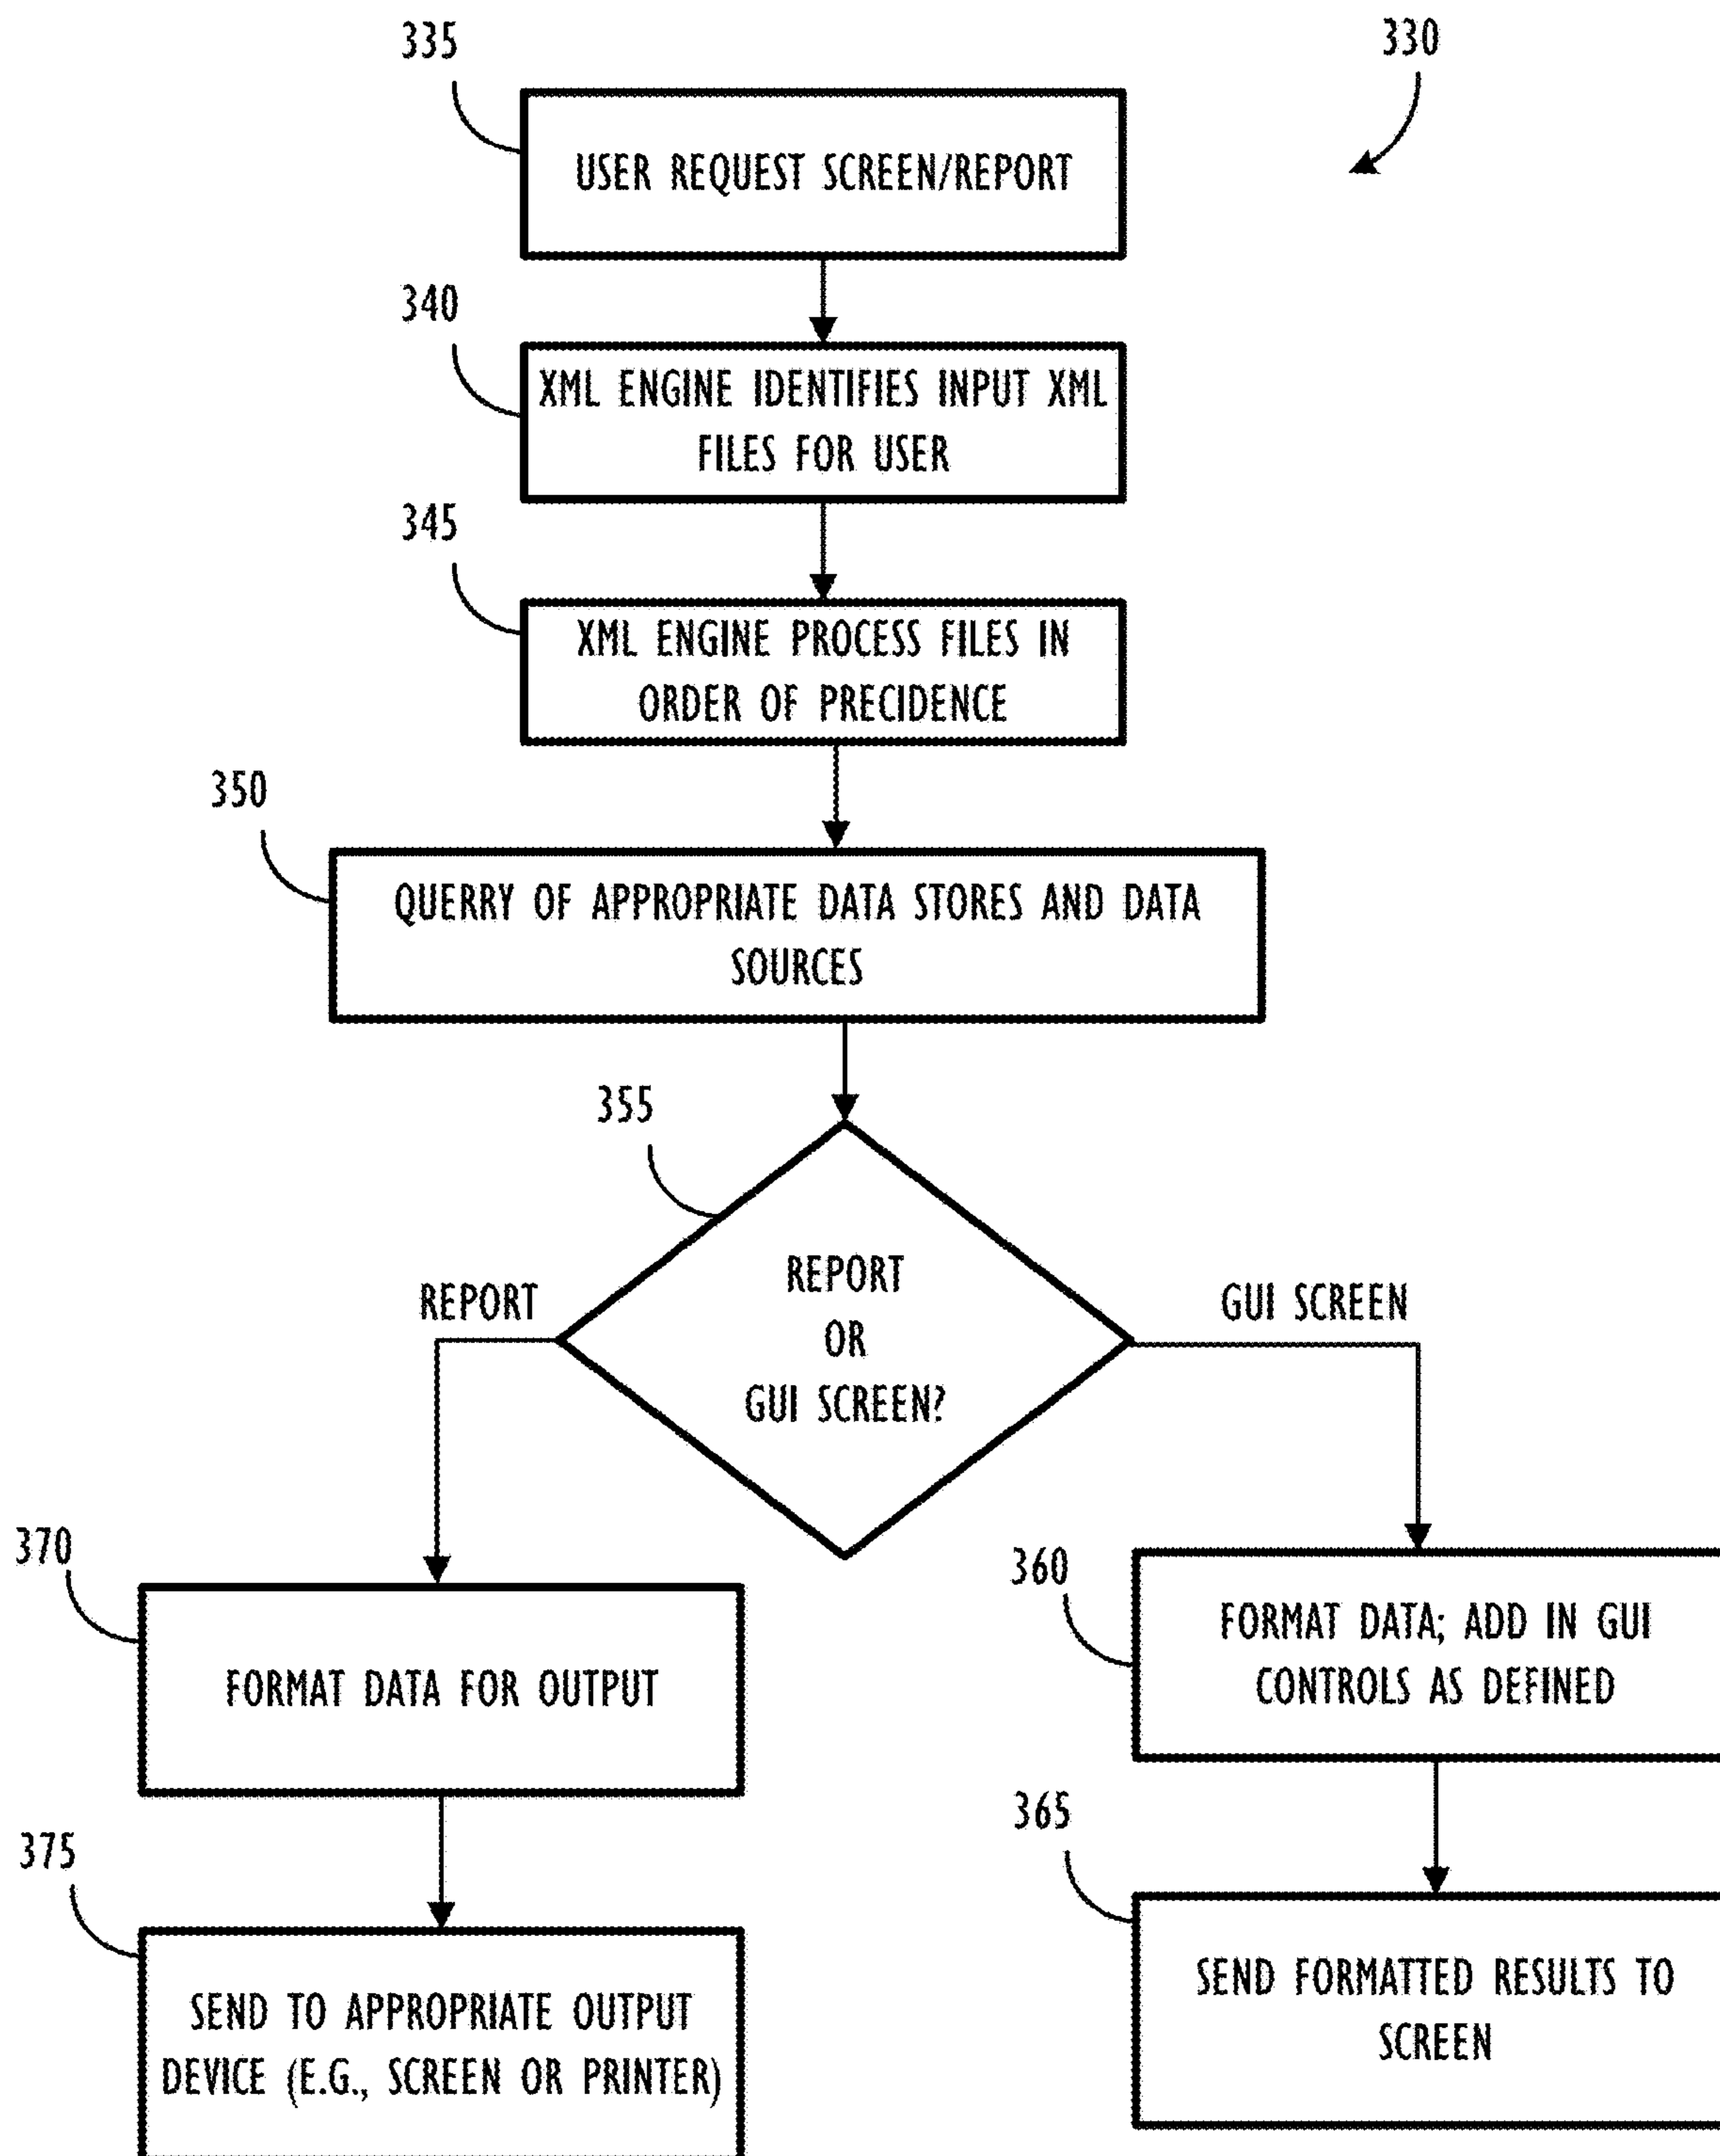 335
330
USER REQUEST SCREEN/REPORT
340
XML ENGINE IDENTIFIES INPUT XML
FILES FOR USER
345
XML ENGINE PROCESS FILES IN
ORDER OF PRECIDENCE
350
QUERRY OF APPROPRIATE DATA STORES AND DATA
SOURCES
355
REPORT
OR
GUI SCREEN?
REPORT
GUI SCREEN
370
FORMAT DATA FOR OUTPUT
360
FORMAT DATA; ADD IN GUI
CONTROLS AS DEFINED
375
SEND TO APPROPRIATE OUTPUT
DEVICE (E.G., SCREEN OR PRINTER)
365
SEND FORMATTED RESULTS TO
SCREEN